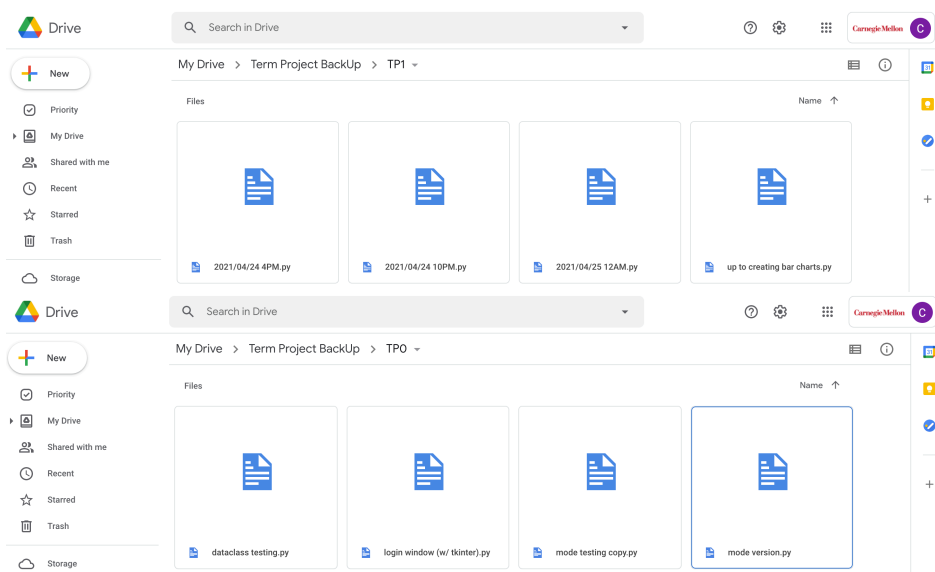 Drive
Search in Drive
Carnegie Mellon
C
New
My Drive > Term Project BackUp > TP1
31
Files
Name
Priority
My Drive
Shared with me
Recent
Starred
Trash
Storage
2021/04/24 4PM.py
2021/04/24 10PM.py
2021/04/25 12AM.py
up to creating bar charts.py
Drive
Search in Drive
Carnegie Mellon
C
New
My Drive > Term Project BackUp > TP0
31
Files
Name
Priority
My Drive
Shared with me
Recent
Starred
Trash
Storage
dataclass testing.py
login window (w/ tkinter).py
mode testing copy.py
mode version.py